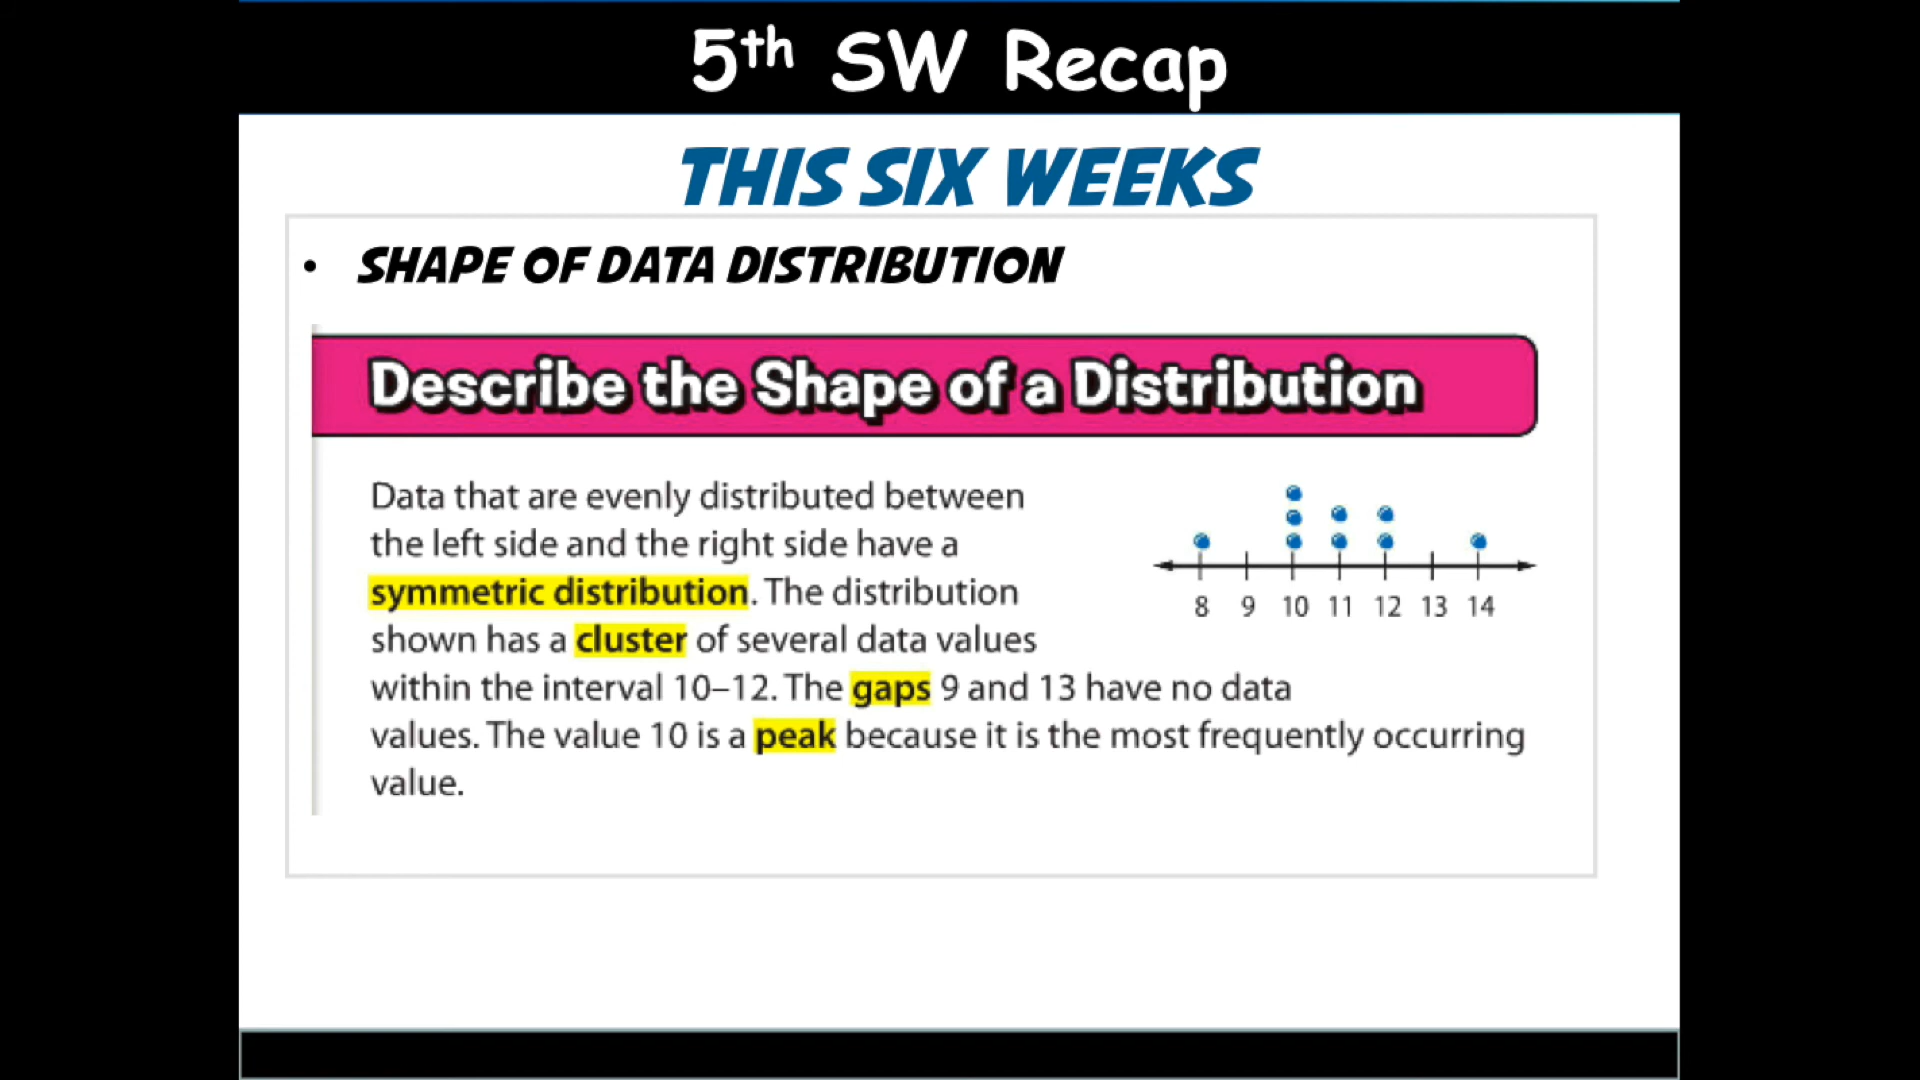 5th SW Recap
THIS SIX WEEKS
• SHAPE OF DATA DISTRIBUTION
Describe the Shape of a Distribution
Data that are evenly distributed between
the left side and the right side have a
symmetric distribution. The distribution
shown has a cluster of several data values
within the interval 10–12. The gaps 9 and 13 have no data
values. The value 10 is a peak because it is the most frequently occurring
value.
8 9 10 11 12 13 14